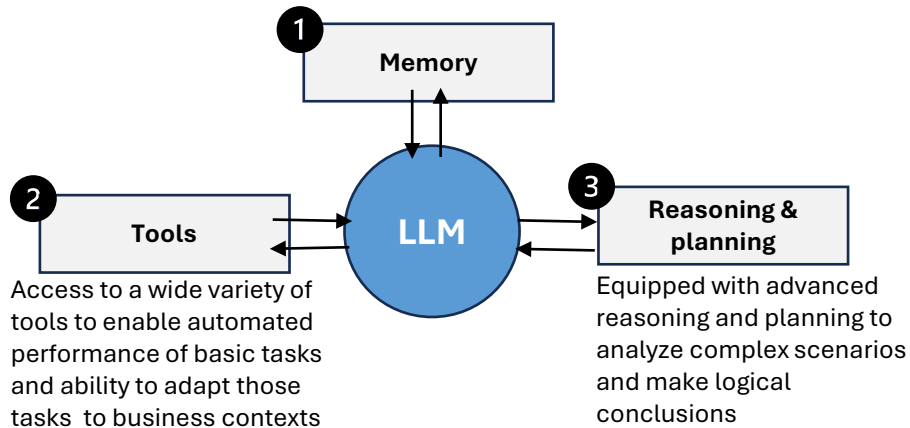 1
Memory
2
Tools
LLM
3
Reasoning &
planning
Access to a wide variety of
tools to enable automated
performance of basic tasks
and ability to adapt those
tasks  to business contexts
Equipped with advanced
reasoning and planning to
analyze complex scenarios
and make logical
conclusions